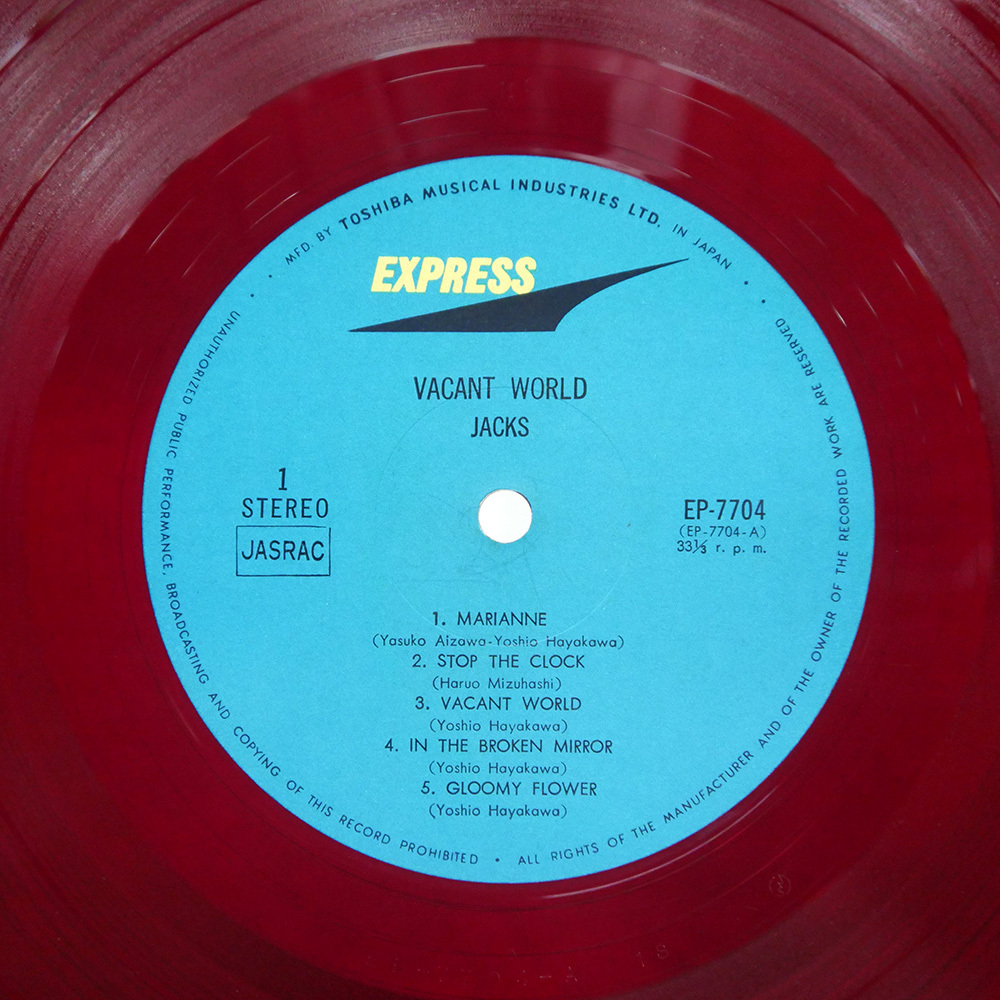 MFD. BY TOSHIBA MUSICAL INDUSTRIES LTD. IN JAPAN
EXPRESS
VACANT WORLD
JACKS
1
STEREO
JASRAC
EP-7704
(EP-7704-A)
33⅓ r. p. m.
1. MARIANNE
(Yasuko Aizawa-Yoshio Hayakawa)
2. STOP THE CLOCK
(Haruo Mizuhashi)
3. VACANT WORLD
(Yoshio Hayakawa)
4. IN THE BROKEN MIRROR
(Yoshio Hayakawa)
5. GLOOMY FLOWER
(Yoshio Hayakawa)
UNAUTHORIZED PUBLIC PERFORMANCE, BROADCASTING AND COPYING OF THIS RECORD PROHIBITED • ALL RIGHTS OF THE MANUFACTURER AND OF THE OWNER OF THE RECORDED WORK ARE RESERVED